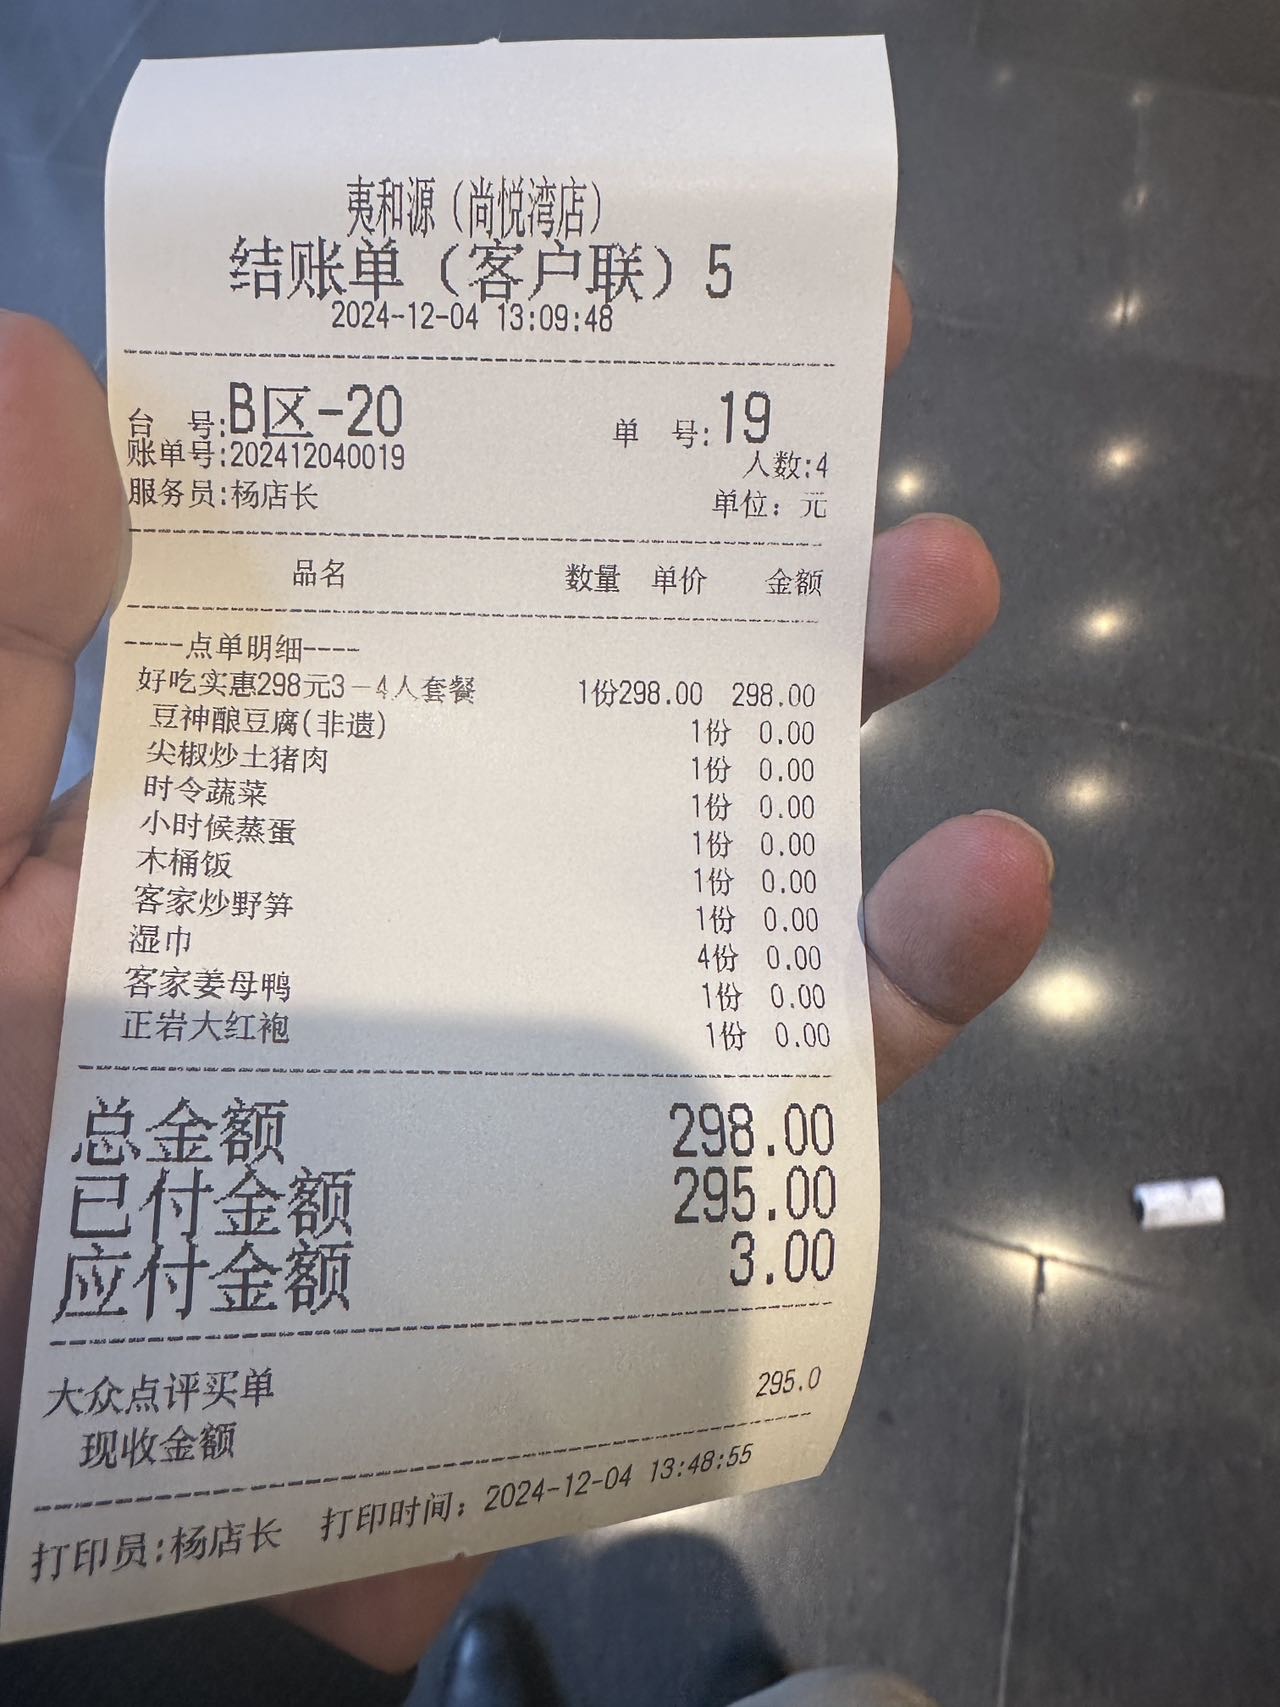 夷和源（尚悦湾店）
结账单（客户联）5
2024-12-04 13:09:48
台 号:B区-20 单 号:19
账单号:202412040019 人数:4
服务员:杨店长 单位：元
品名 数量 单价 金额
----点单明细----
好吃实惠298元3-4人套餐 1份298.00 298.00
豆神酿豆腐(非遗) 1份 0.00
尖椒炒土猪肉 1份 0.00
时令蔬菜 1份 0.00
小时候蒸蛋 1份 0.00
木桶饭 1份 0.00
客家炒野笋 1份 0.00
湿巾 4份 0.00
客家姜母鸭 1份 0.00
正岩大红袍 1份 0.00
总金额 298.00
已付金额 295.00
应付金额 3.00
大众点评买单 295.0
现收金额
打印员:杨店长 打印时间：2024-12-04 13:48:55